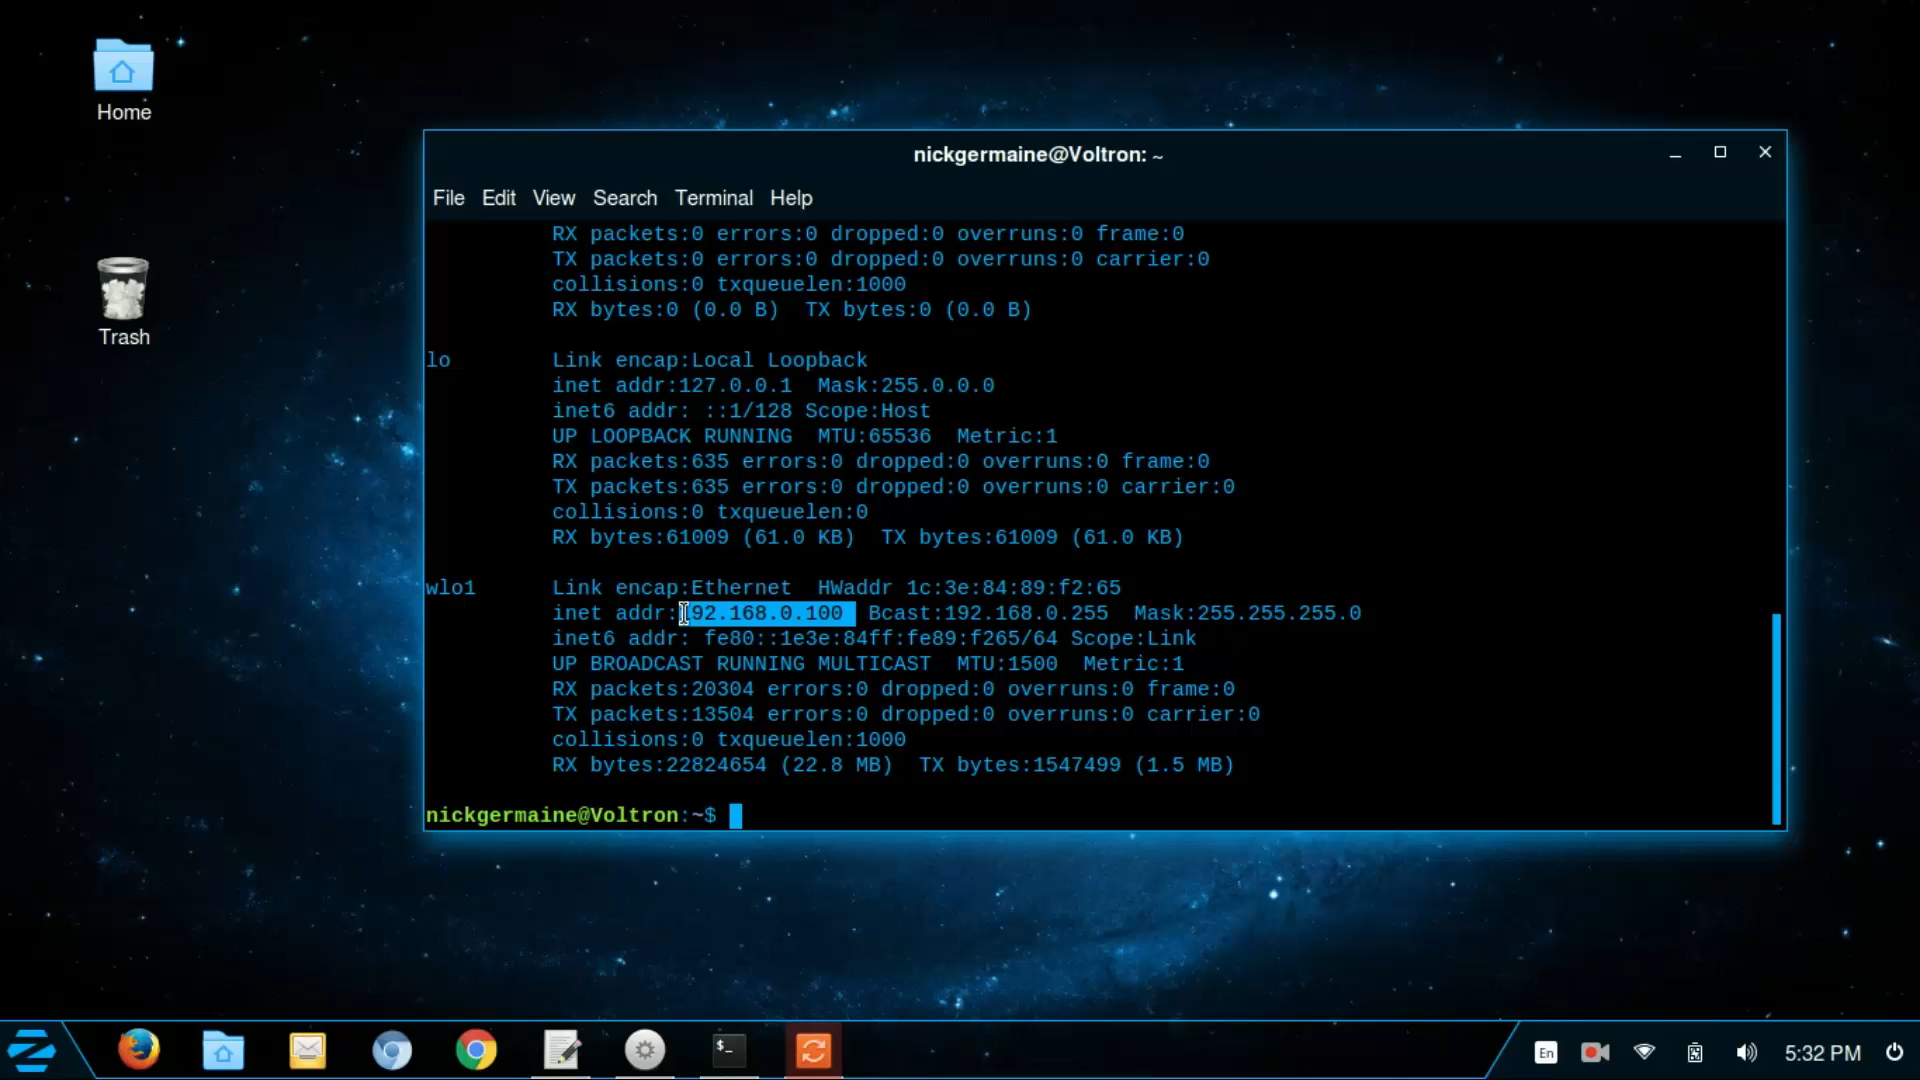 Home
Trash
nickgermaine@Voltron: ~
File Edit View Search Terminal Help
RX packets:0 errors:0 dropped:0 overruns:0 frame:0
TX packets:0 errors:0 dropped:0 overruns:0 carrier:0
collisions:0 txqueuelen:1000
RX bytes:0 (0.0 B)  TX bytes:0 (0.0 B)
lo        Link encap:Local Loopback
inet addr:127.0.0.1  Mask:255.0.0.0
inet6 addr: ::1/128 Scope:Host
UP LOOPBACK RUNNING  MTU:65536  Metric:1
RX packets:635 errors:0 dropped:0 overruns:0 frame:0
TX packets:635 errors:0 dropped:0 overruns:0 carrier:0
collisions:0 txqueuelen:0
RX bytes:61009 (61.0 KB)  TX bytes:61009 (61.0 KB)
wlo1      Link encap:Ethernet  HWaddr 1c:3e:84:89:f2:65
inet addr:192.168.0.100  Bcast:192.168.0.255  Mask:255.255.255.0
inet6 addr: fe80::1e3e:84ff:fe89:f265/64 Scope:Link
UP BROADCAST RUNNING MULTICAST  MTU:1500  Metric:1
RX packets:20304 errors:0 dropped:0 overruns:0 frame:0
TX packets:13504 errors:0 dropped:0 overruns:0 carrier:0
collisions:0 txqueuelen:1000
RX bytes:22824654 (22.8 MB)  TX bytes:1547499 (1.5 MB)
nickgermaine@Voltron:~$
$_
En
5:32 PM